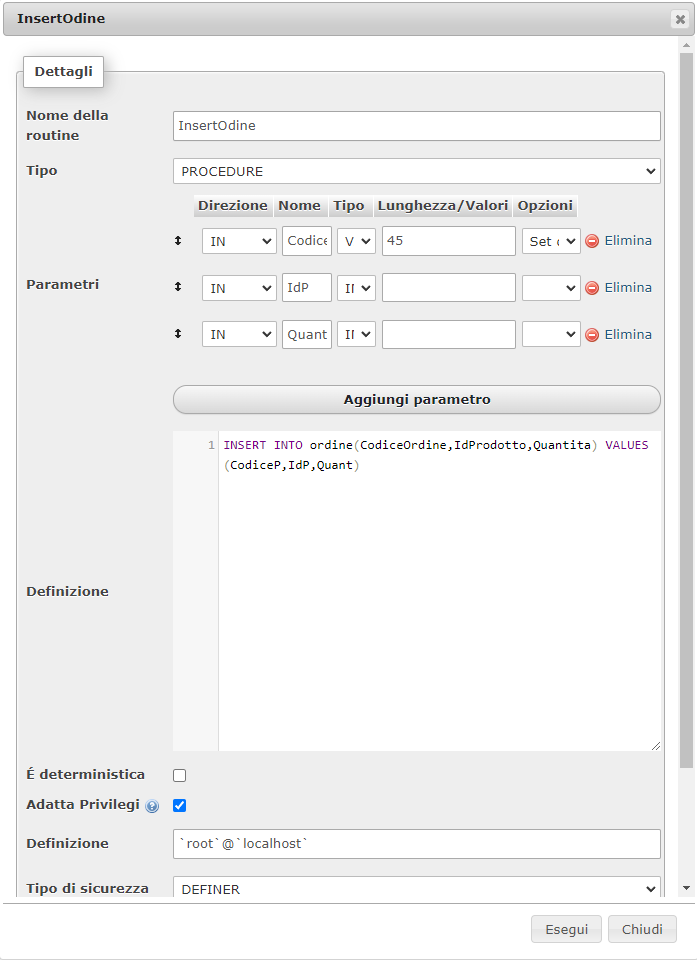 InsertOdine
Dettagli
Nome della
routine
InsertOdine
Tipo
PROCEDURE
Direzione Nome Tipo Lunghezza/Valori Opzioni
IN Codice V 45 Set Elimina
Parametri
IN IdP Elimina
IN Quant Elimina
Aggiungi parametro
1 INSERT INTO ordine(CodiceOrdine,IdProdotto,Quantita) VALUES
(CodiceP,IdP,Quant)
Definizione
É deterministica
Adatta Privilegi
Definizione
`root`@`localhost`
Tipo di sicurezza
DEFINER
Esegui Chiudi